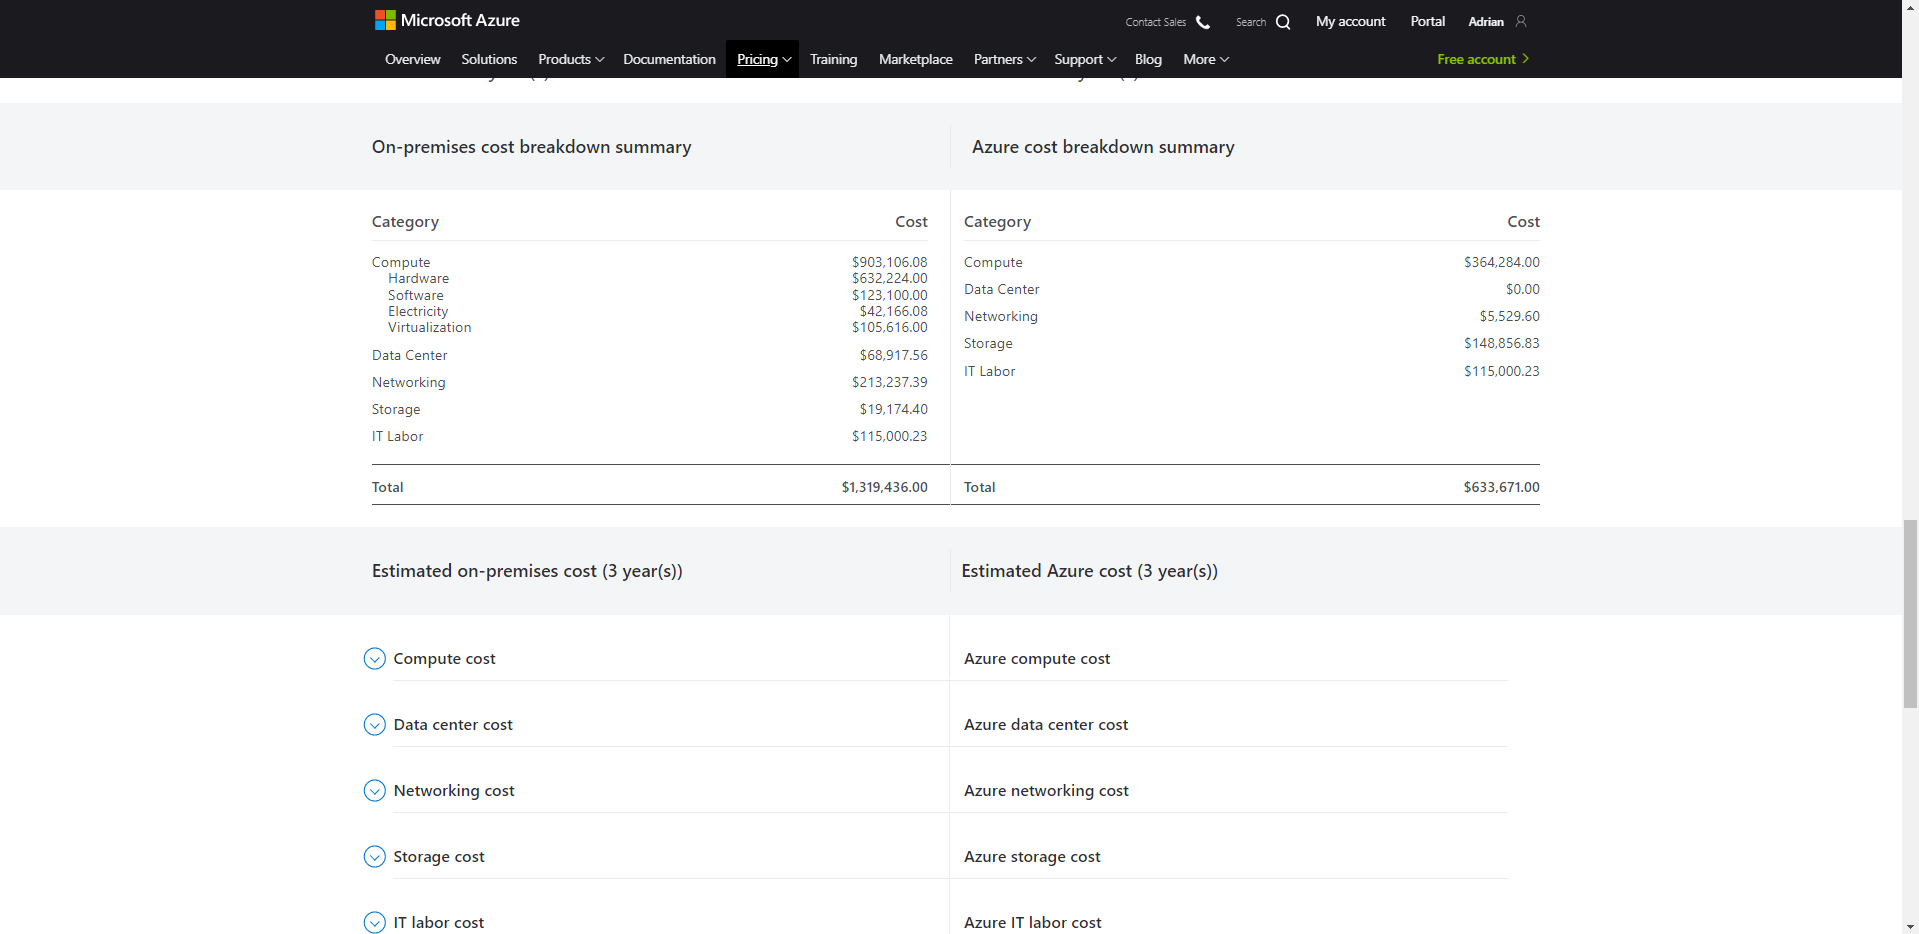 Microsoft Azure
Contact Sales Search My account Portal Adrian
Overview Solutions Products Documentation Pricing Training Marketplace Partners Support Blog More Free account
On-premises cost breakdown summary
Azure cost breakdown summary
Category Cost
Compute $903,106.08
Hardware $632,224.00
Software $123,100.00
Electricity $42,166.08
Virtualization $105,616.00
Data Center $68,917.56
Networking $213,237.39
Storage $19,174.40
IT Labor $115,000.23
Total $1,319,436.00
Category Cost
Compute $364,284.00
Data Center $0.00
Networking $5,529.60
Storage $148,856.83
IT Labor $115,000.23
Total $633,671.00
Estimated on-premises cost (3 year(s))
Estimated Azure cost (3 year(s))
Compute cost
Azure compute cost
Data center cost
Azure data center cost
Networking cost
Azure networking cost
Storage cost
Azure storage cost
IT labor cost
Azure IT labor cost